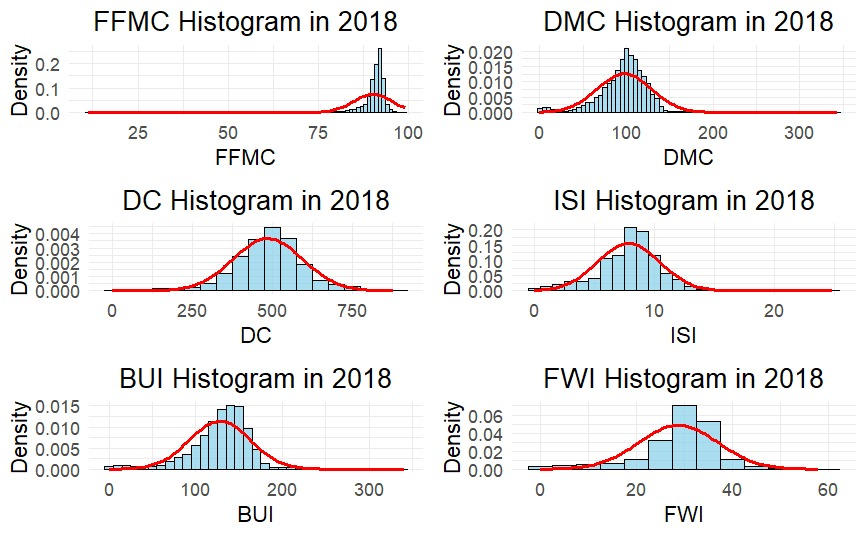 FFMC Histogram in 2018
Density
0.2
0.1
0.0
25 50 75 100
FFMC
DMC Histogram in 2018
Density
0.020
0.015
0.010
0.005
0.000
0 100 200 300
DMC
DC Histogram in 2018
Density
0.004
0.003
0.002
0.001
0.000
0 250 500 750
DC
ISI Histogram in 2018
Density
0.20
0.15
0.10
0.05
0.00
0 10 20
ISI
BUI Histogram in 2018
Density
0.015
0.010
0.005
0.000
0 100 200 300
BUI
FWI Histogram in 2018
Density
0.06
0.04
0.02
0.00
0 20 40 60
FWI